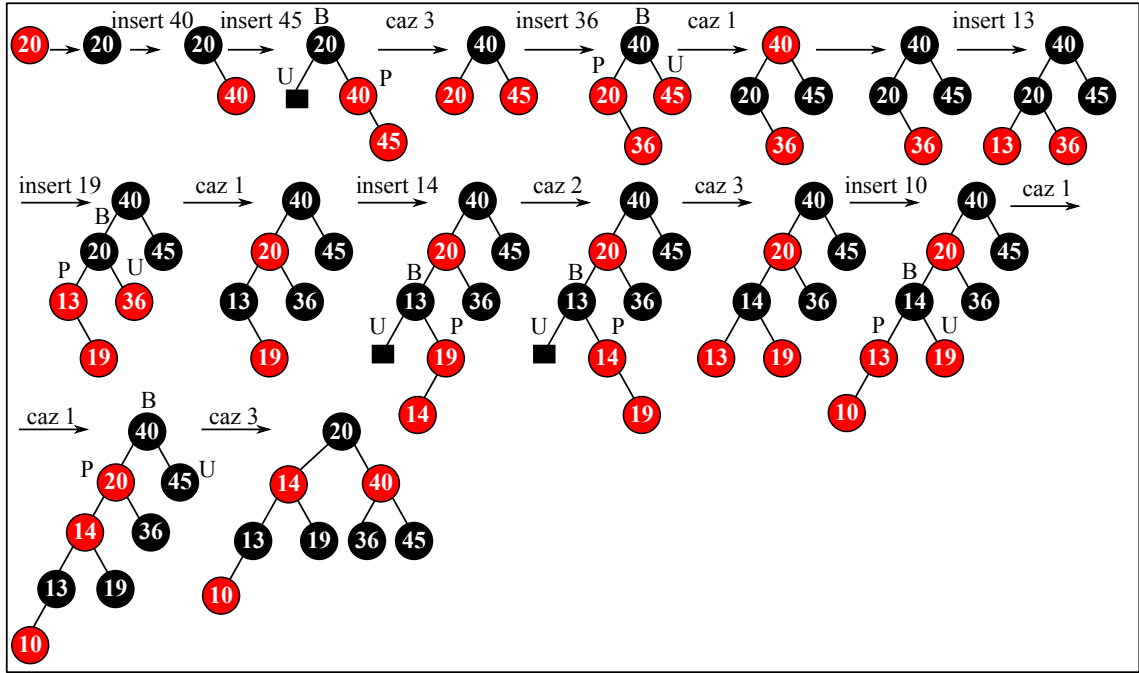 insert 40 insert 45 B caz 3 insert 36 B caz 1 insert 13
20 20 20 20 40 40 40 40 40
U P P U
40 40 20 45 20 45 20 45 20 45 20 45
45 36 36 36 13 36
insert 19 caz 1 insert 14 caz 2 caz 3 insert 10 caz 1
40 40 40 40 40 40
B
20 45 20 45 20 45 20 45 20 45 20 45
P U B B B
13 36 13 36 13 36 13 36 14 36 14 36
U P U P P U
19 19 19 14 13 19 13 19
14 19 10
caz 1 B caz 3
40 20
P 20 45 U 14 40
14 36 13 19 36 45
13 19 10
10